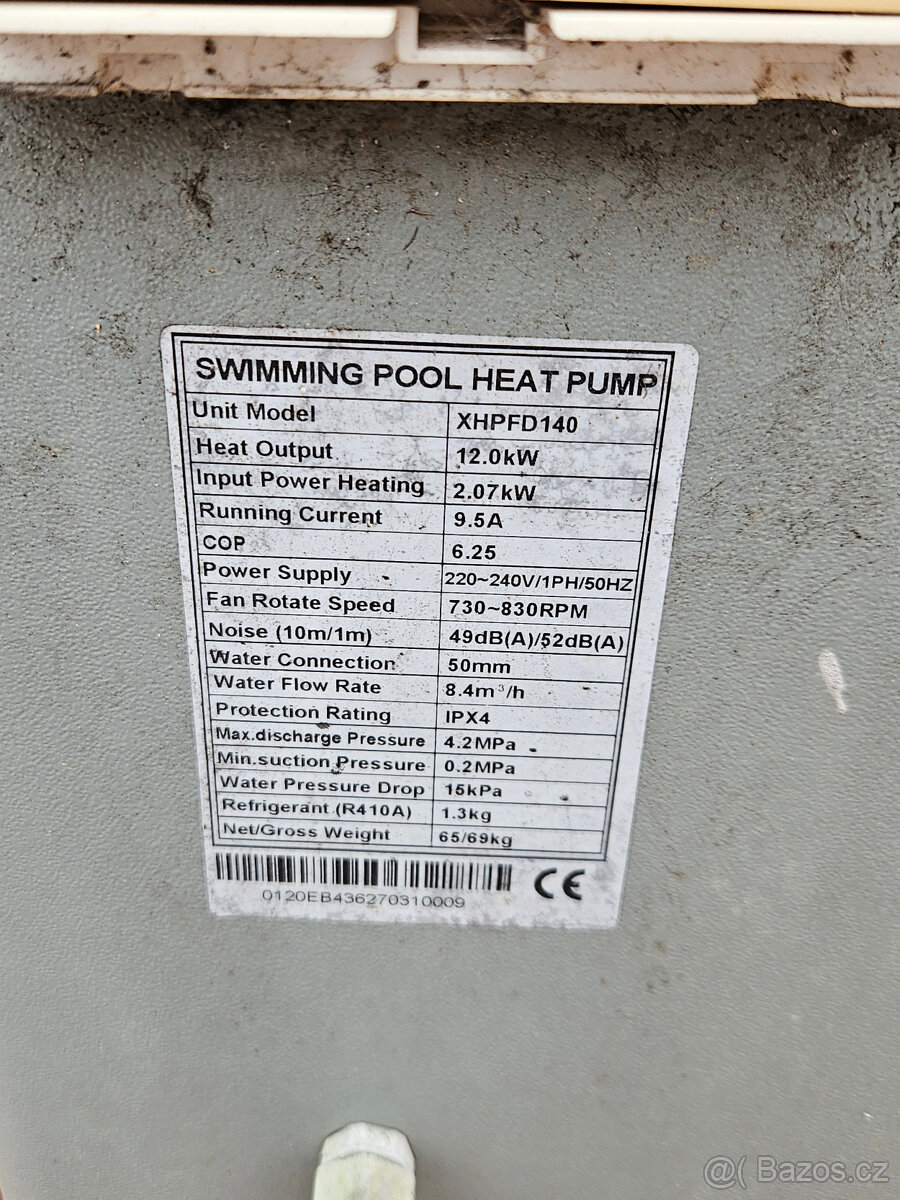 SWIMMING POOL HEAT PUMP
Unit Model XHPFD140
Heat Output 12.0kW
Input Power Heating 2.07kW
Running Current 9.5A
COP 6.25
Power Supply 220~240V/1PH/50HZ
Fan Rotate Speed 730~830RPM
Noise (10m/1m) 49dB(A)/52dB(A)
Water Connection 50mm
Water Flow Rate 8.4m³/h
Protection Rating IPX4
Max.discharge Pressure 4.2MPa
Min.suction Pressure 0.2MPa
Water Pressure Drop 15kPa
Refrigerant (R410A) 1.3kg
Net/Gross Weight 65/69kg
CE
0120EB436270310009
@( Bazos.cz